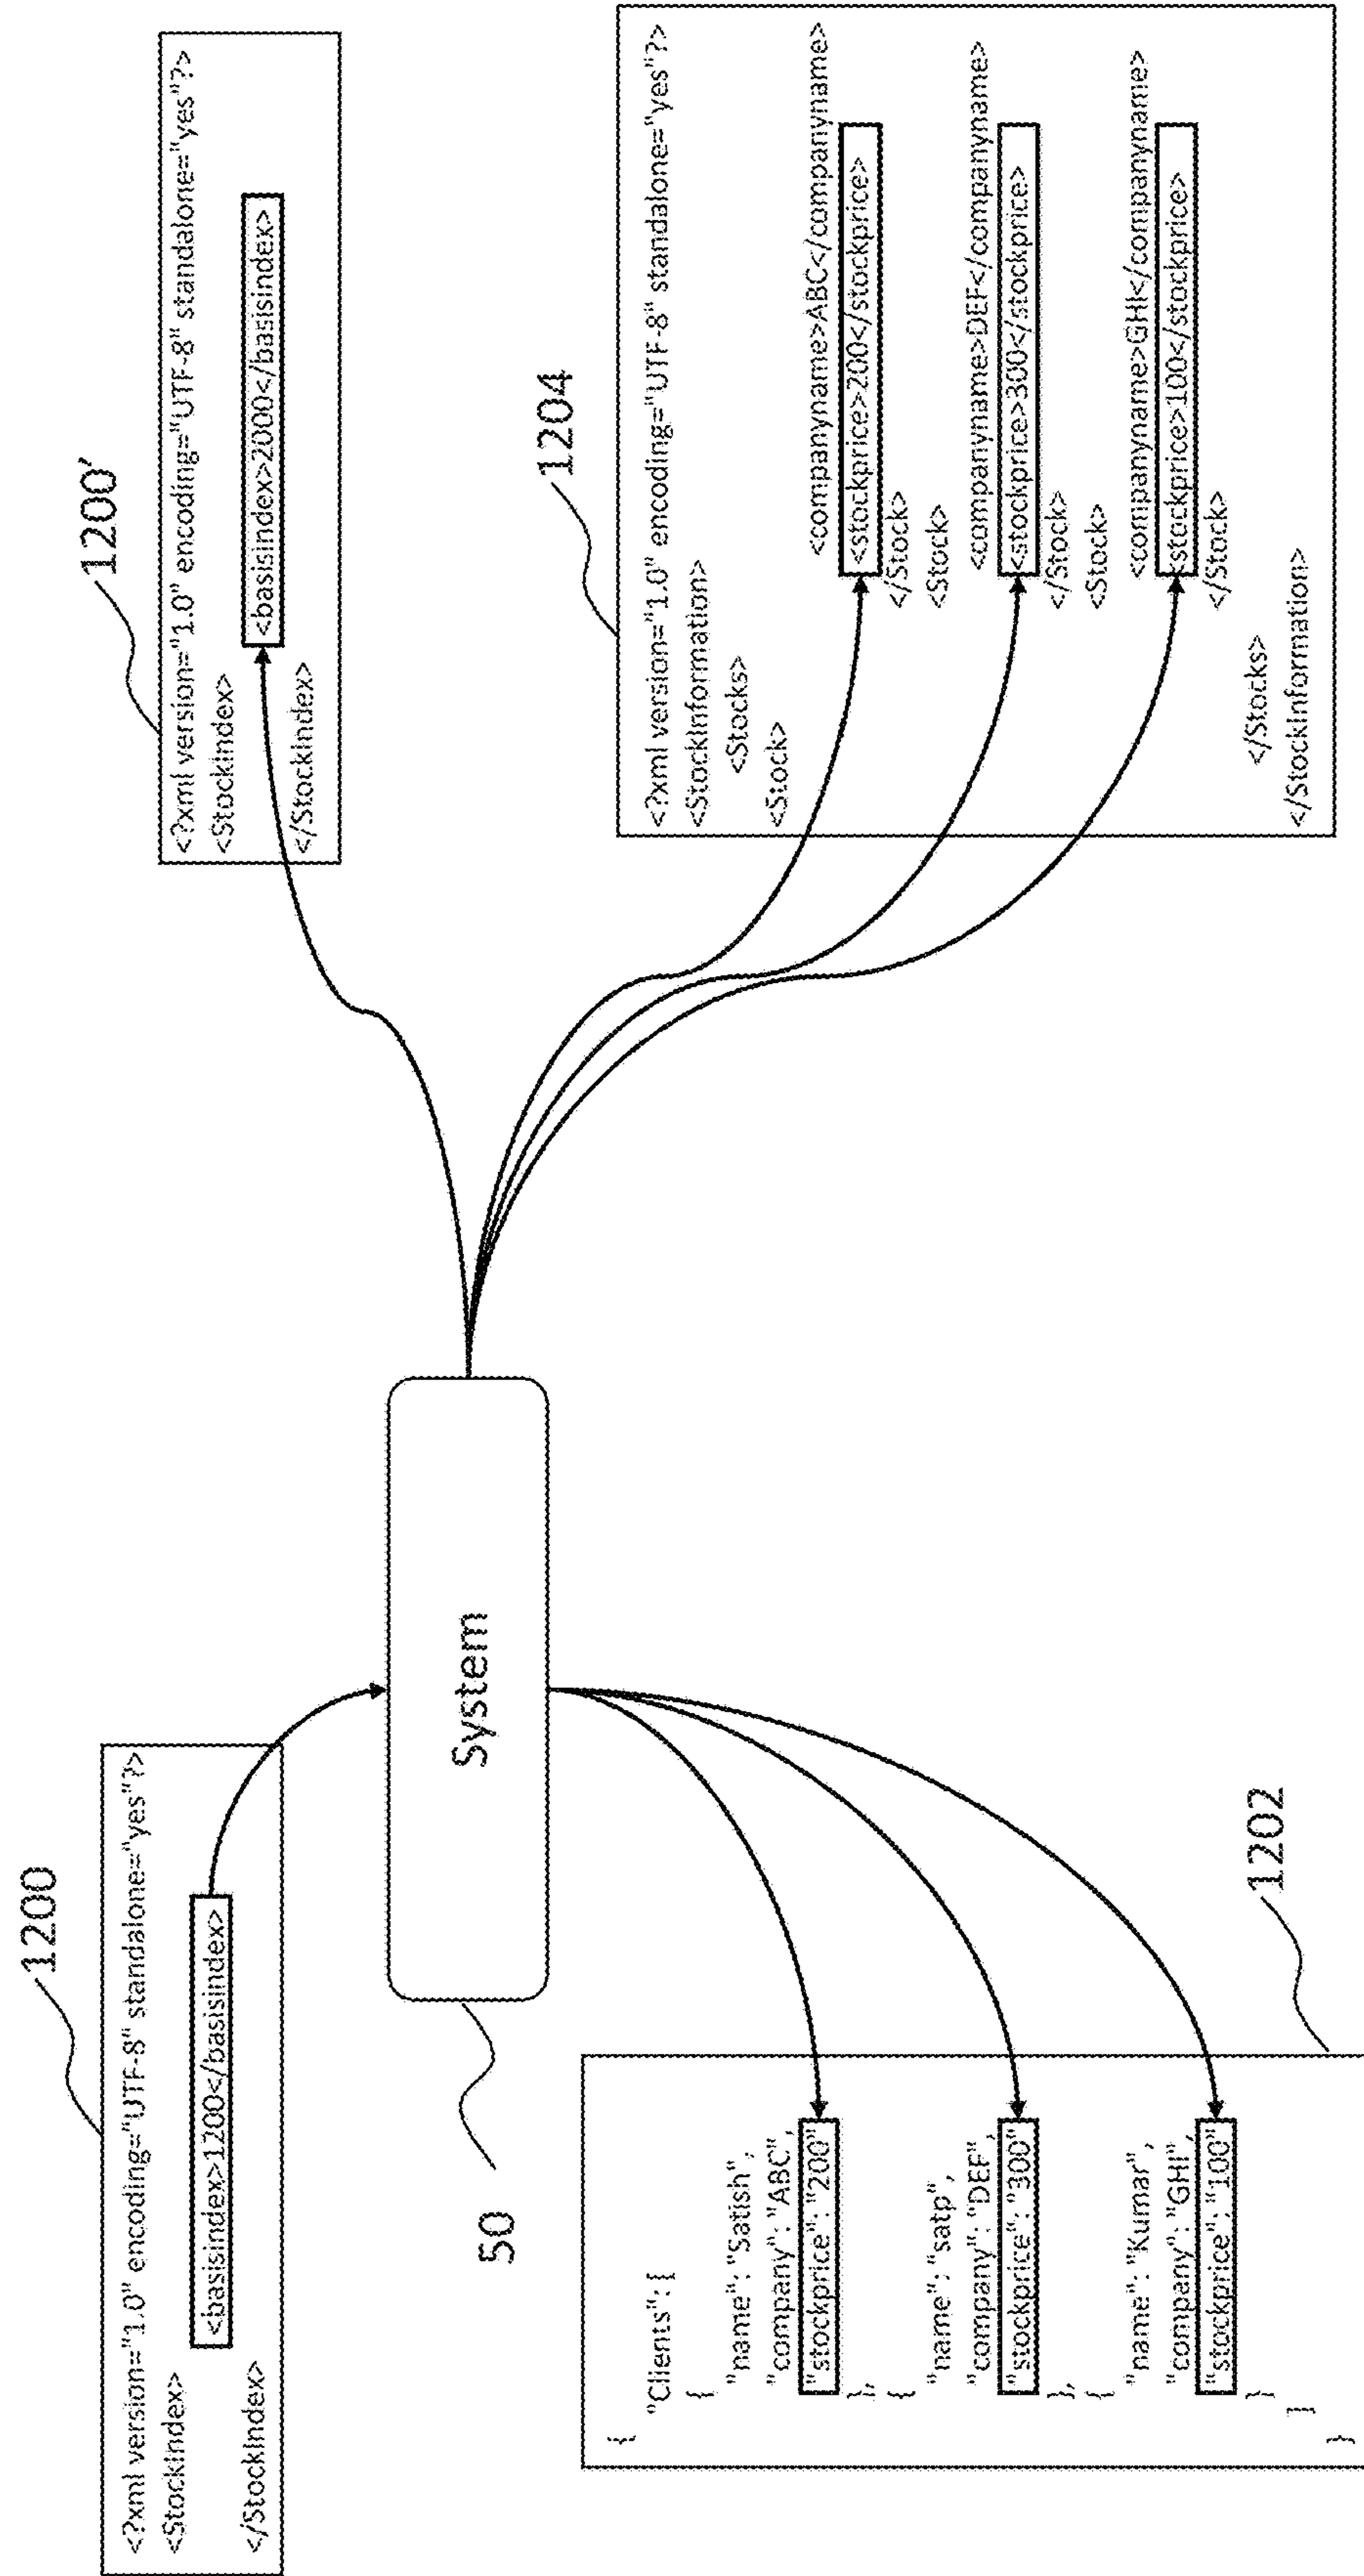 1200
<?xml version="1.0" encoding="UTF-8" standalone="yes"?>
<StockIndex>
<basisindex>1200</basisindex>
</StockIndex>
System
50
1200'
<?xml version="1.0" encoding="UTF-8" standalone="yes"?>
<StockIndex>
<basisindex>2000</basisindex>
</StockIndex>
{
"Clients": [
{
"name": "Satish",
"company": "ABC",
"stockprice": "200"
},
{
"name": "satp",
"company": "DEF",
"stockprice": "300"
},
{
"name": "Kumar",
"company": "GHI",
"stockprice": "100"
}
]
}
1202
1204
<?xml version="1.0" encoding="UTF-8" standalone="yes"?>
<StockInformation>
<Stocks>
<Stock>
<companyname>ABC</companyname>
<stockprice>200</stockprice>
</Stock>
<Stock>
<companyname>DEF</companyname>
<stockprice>300</stockprice>
</Stock>
<Stock>
<companyname>GHI</companyname>
<stockprice>100</stockprice>
</Stock>
</Stocks>
</StockInformation>